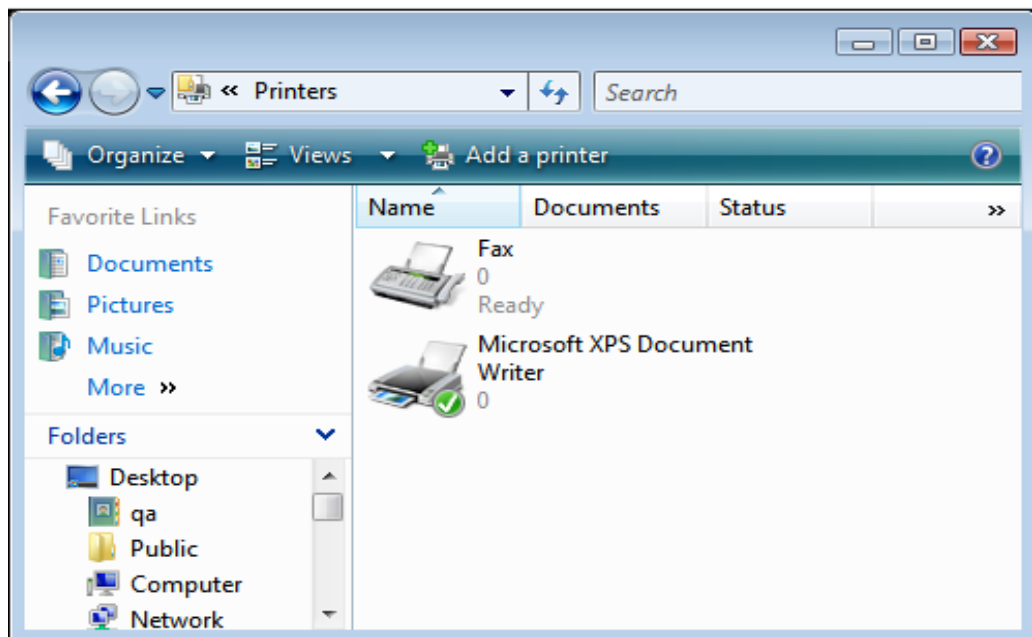 « Printers
Search
Organize Views Add a printer
Favorite Links
Documents
Pictures
Music
More »
Folders
Desktop
qa
Public
Computer
Network
Name Documents Status »
Fax
0
Ready
Microsoft XPS Document
Writer
0